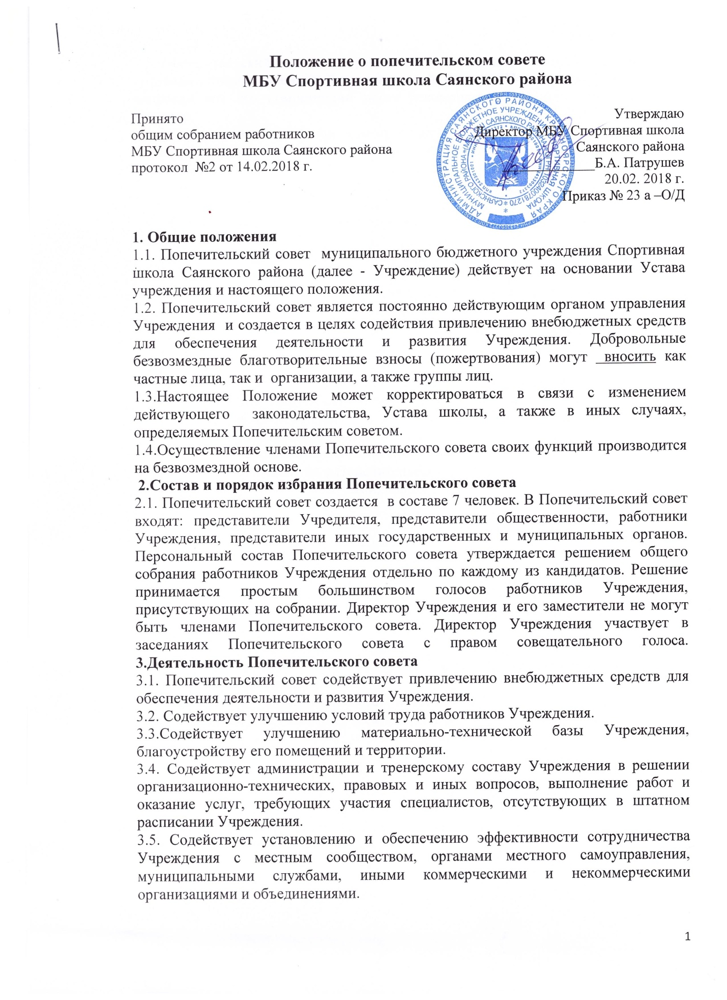 Положение о попечительском совете
МБУ Спортивная школа Саянского района
Принято
общим собранием работников
МБУ Спортивная школа Саянского района
протокол №2 от 14.02.2018 г.
Утверждаю
Директор МБУ Спортивная школа
Саянского района
Б.А. Патрушев
20.02. 2018 г.
Приказ № 23 а –О/Д
АДМИНИСТРАЦИЯ САЯНСКОГО РАЙОНА КРАСНОЯРСКОГО КРАЯ
МУНИЦИПАЛЬНОЕ БЮДЖЕТНОЕ УЧРЕЖДЕНИЕ СПОРТИВНАЯ ШКОЛА
1. Общие положения
1.1. Попечительский совет муниципального бюджетного учреждения Спортивная
школа Саянского района (далее - Учреждение) действует на основании Устава
учреждения и настоящего положения.
1.2. Попечительский совет является постоянно действующим органом управления
Учреждения и создается в целях содействия привлечению внебюджетных средств
для обеспечения деятельности и развития Учреждения. Добровольные
безвозмездные благотворительные взносы (пожертвования) могут вносить как
частные лица, так и организации, а также группы лиц.
1.3.Настоящее Положение может корректироваться в связи с изменением
действующего законодательства, Устава школы, а также в иных случаях,
определяемых Попечительским советом.
1.4.Осуществление членами Попечительского совета своих функций производится
на безвозмездной основе.
2.Состав и порядок избрания Попечительского совета
2.1. Попечительский совет создается в составе 7 человек. В Попечительский совет
входят: представители Учредителя, представители общественности, работники
Учреждения, представители иных государственных и муниципальных органов.
Персональный состав Попечительского совета утверждается решением общего
собрания работников Учреждения отдельно по каждому из кандидатов. Решение
принимается простым большинством голосов работников Учреждения,
присутствующих на собрании. Директор Учреждения и его заместители не могут
быть членами Попечительского совета. Директор Учреждения участвует в
заседаниях Попечительского совета с правом совещательного голоса.
3.Деятельность Попечительского совета
3.1. Попечительский совет содействует привлечению внебюджетных средств для
обеспечения деятельности и развития Учреждения.
3.2. Содействует улучшению условий труда работников Учреждения.
3.3.Содействует улучшению материально-технической базы Учреждения,
благоустройству его помещений и территории.
3.4. Содействует администрации и тренерскому составу Учреждения в решении
организационно-технических, правовых и иных вопросов, выполнение работ и
оказание услуг, требующих участия специалистов, отсутствующих в штатном
расписании Учреждения.
3.5. Содействует установлению и обеспечению эффективности сотрудничества
Учреждения с местным сообществом, органами местного самоуправления,
муниципальными службами, иными коммерческими и некоммерческими
организациями и объединениями.
1